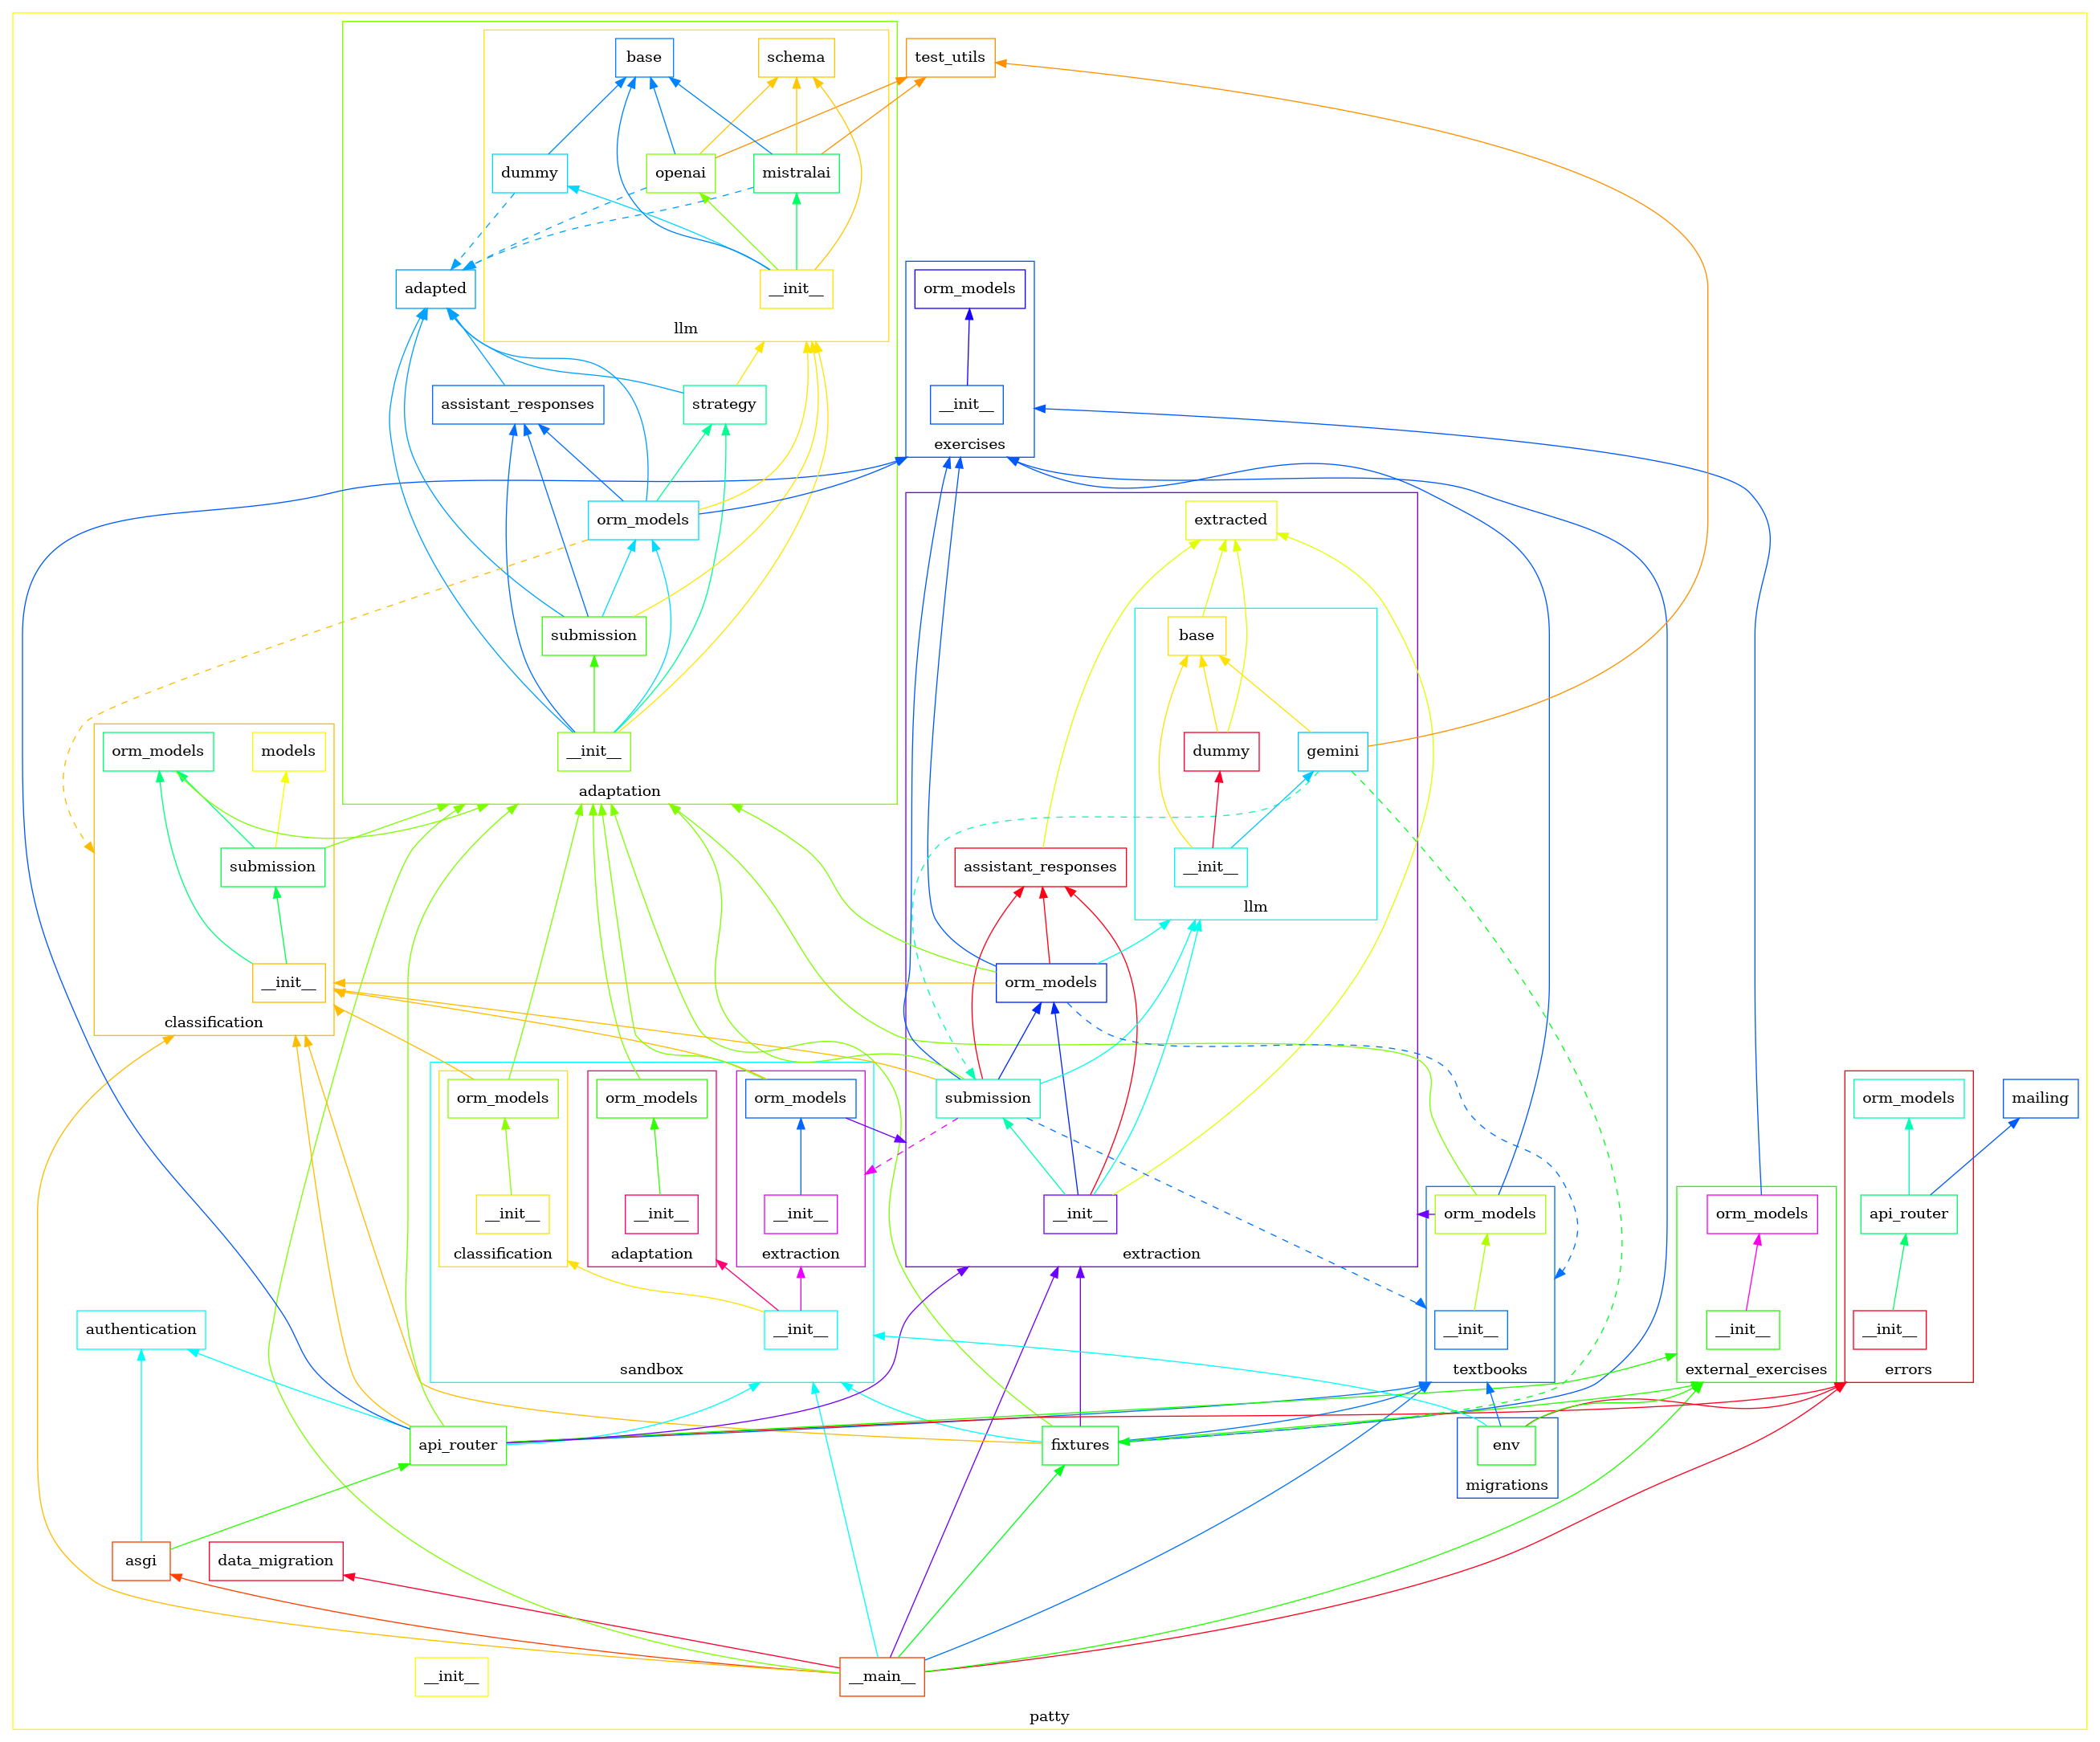 base
schema
test_utils
dummy
openai
mistralai
adapted
__init__
orm_models
llm
assistant_responses
strategy
__init__
exercises
orm_models
extracted
submission
base
orm_models
models
__init__
dummy
gemini
adaptation
submission
assistant_responses
__init__
llm
__init__
orm_models
classification
orm_models
orm_models
orm_models
submission
orm_models
mailing
__init__
__init__
__init__
__init__
orm_models
orm_models
api_router
classification
adaptation
extraction
extraction
authentication
__init__
__init__
__init__
__init__
sandbox
textbooks
external_exercises
errors
api_router
fixtures
env
migrations
asgi
data_migration
__init__
__main__
patty